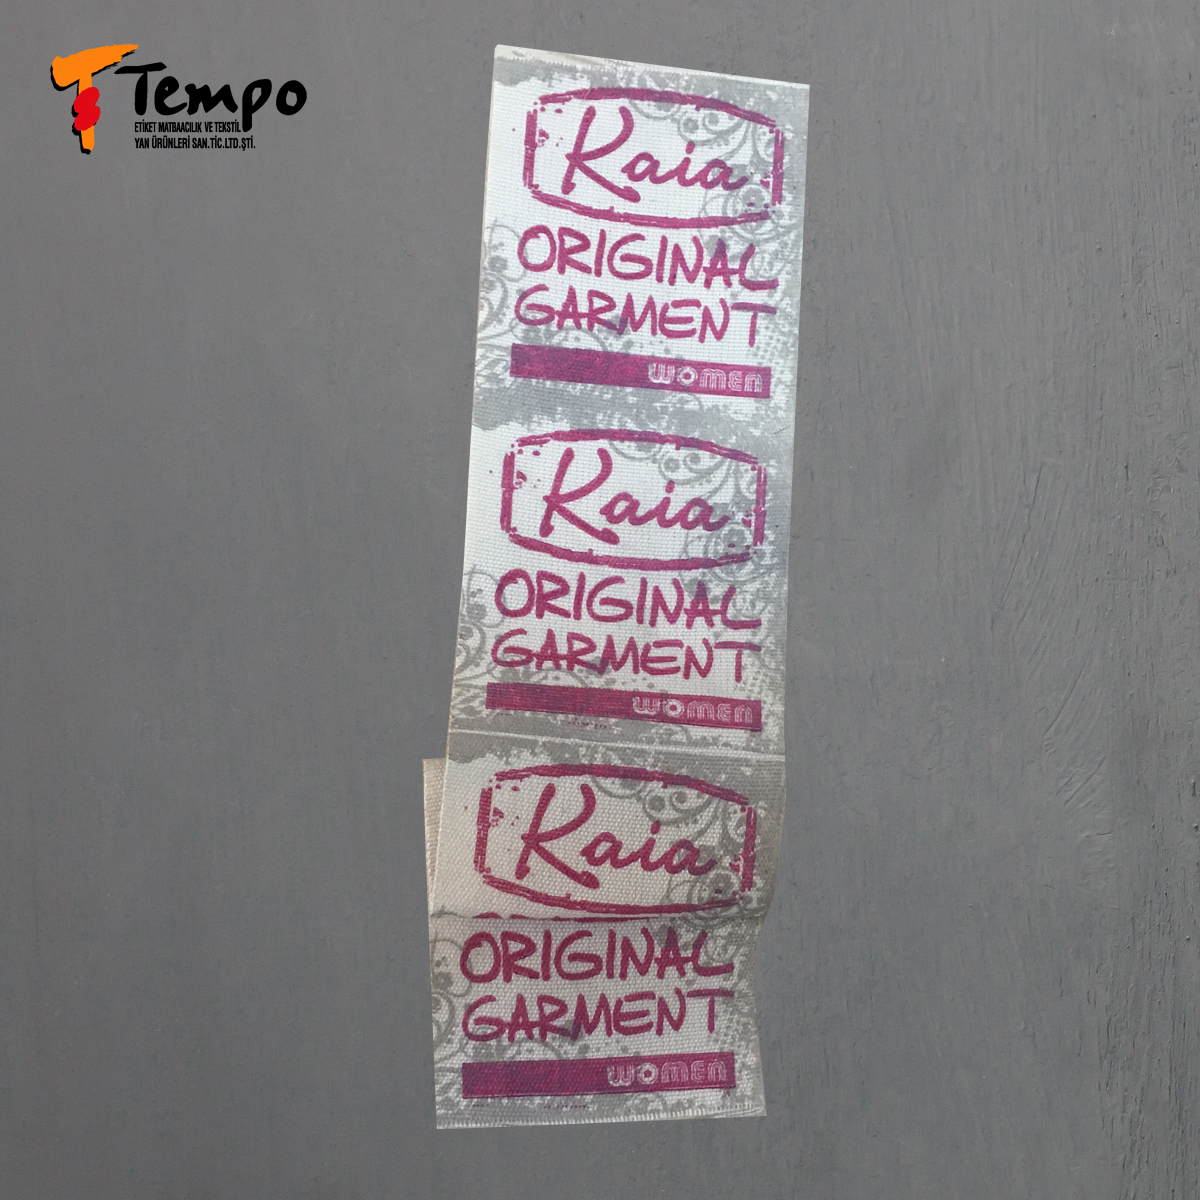 Tempo
ETİKET MATBAACILIK VE TEKSTİL
YAN ÜRÜNLERİ SAN.TİC.LTD.ŞTİ.
Kaia
ORIGINAL
GARMENT
WOMEN
Kaia
ORIGINAL
GARMENT
WOMEN
Kaia
ORIGINAL
GARMENT
WOMEN